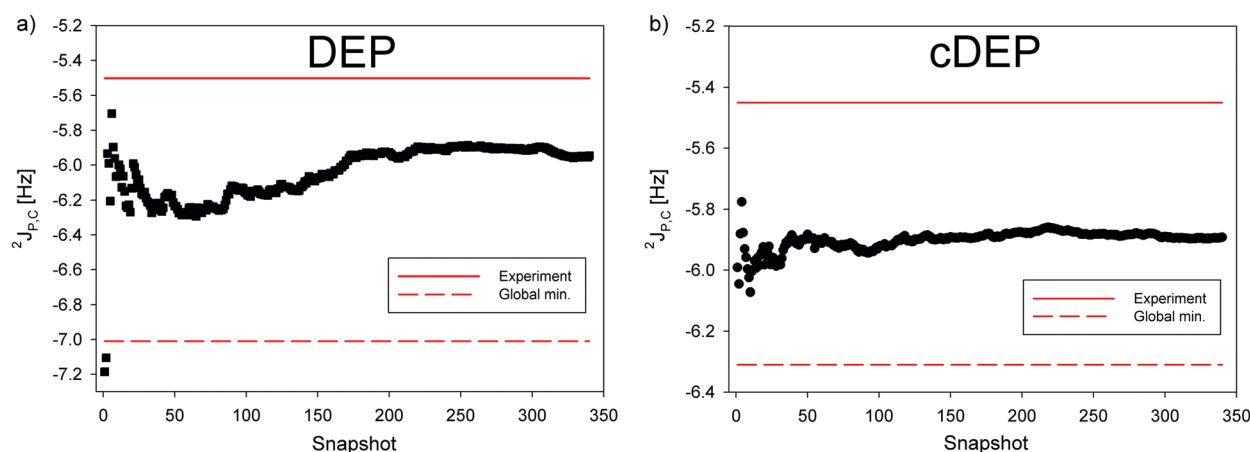 a)
DEP
-5.2
-5.4
-5.6
-5.8
-6.0
-6.2
-6.4
-6.6
-6.8
-7.0
-7.2
²J_P,C [Hz]
Experiment
Global min.
0 50 100 150 200 250 300 350
Snapshot
b)
cDEP
-5.2
-5.4
-5.6
-5.8
-6.0
-6.2
-6.4
²J_P,C [Hz]
Experiment
Global min.
0 50 100 150 200 250 300 350
Snapshot